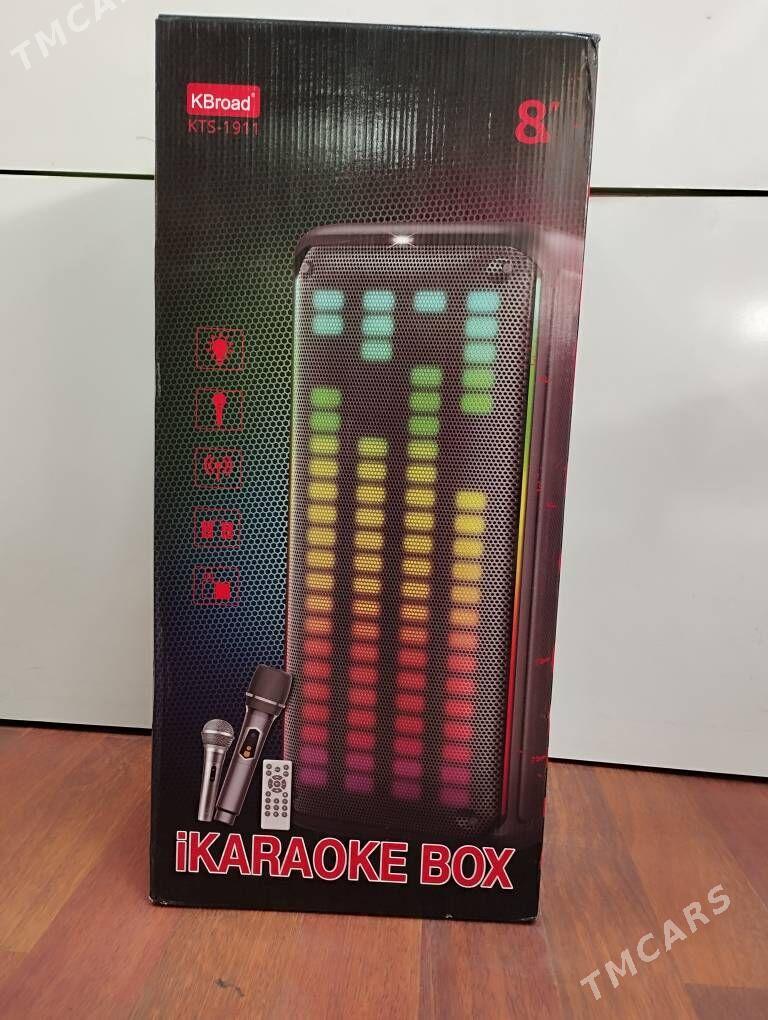 TMCARS
KBroad®
KTS-1911
8"
iKARAOKE BOX
TMCARS